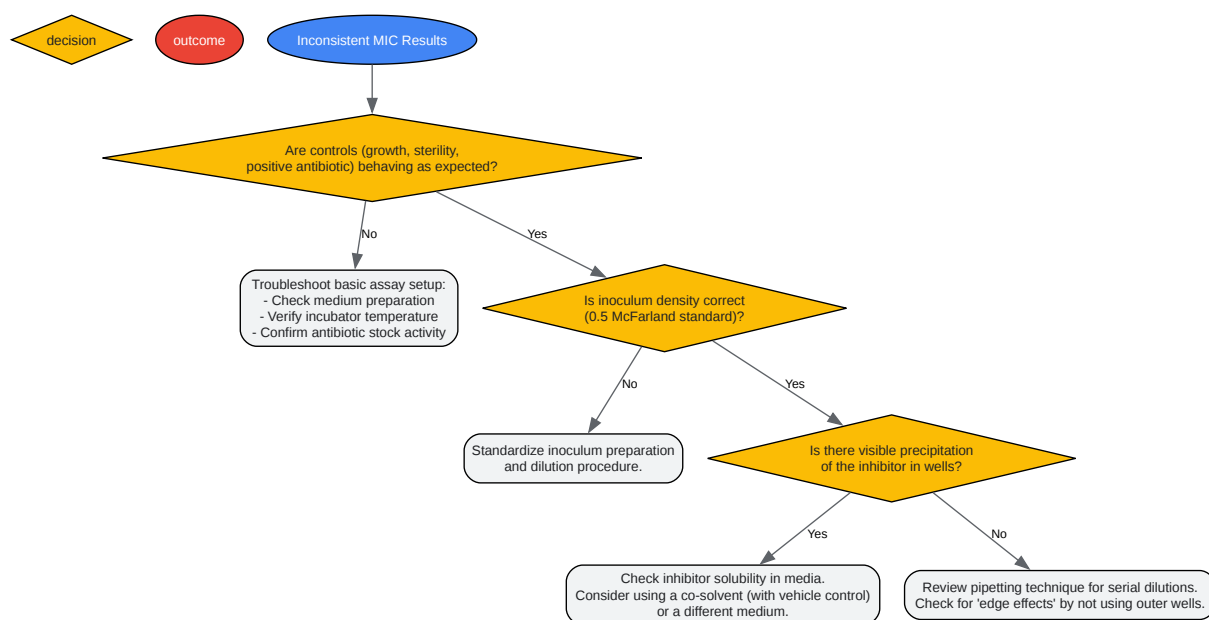 decision
outcome
Inconsistent MIC Results
Are controls (growth, sterility,
positive antibiotic) behaving as expected?
No
Yes
Troubleshoot basic assay setup:
- Check medium preparation
- Verify incubator temperature
- Confirm antibiotic stock activity
Is inoculum density correct
(0.5 McFarland standard)?
No
Yes
Standardize inoculum preparation
and dilution procedure.
Is there visible precipitation
of the inhibitor in wells?
Yes
No
Check inhibitor solubility in media.
Consider using a co-solvent (with vehicle control)
or a different medium.
Review pipetting technique for serial dilutions.
Check for 'edge effects' by not using outer wells.